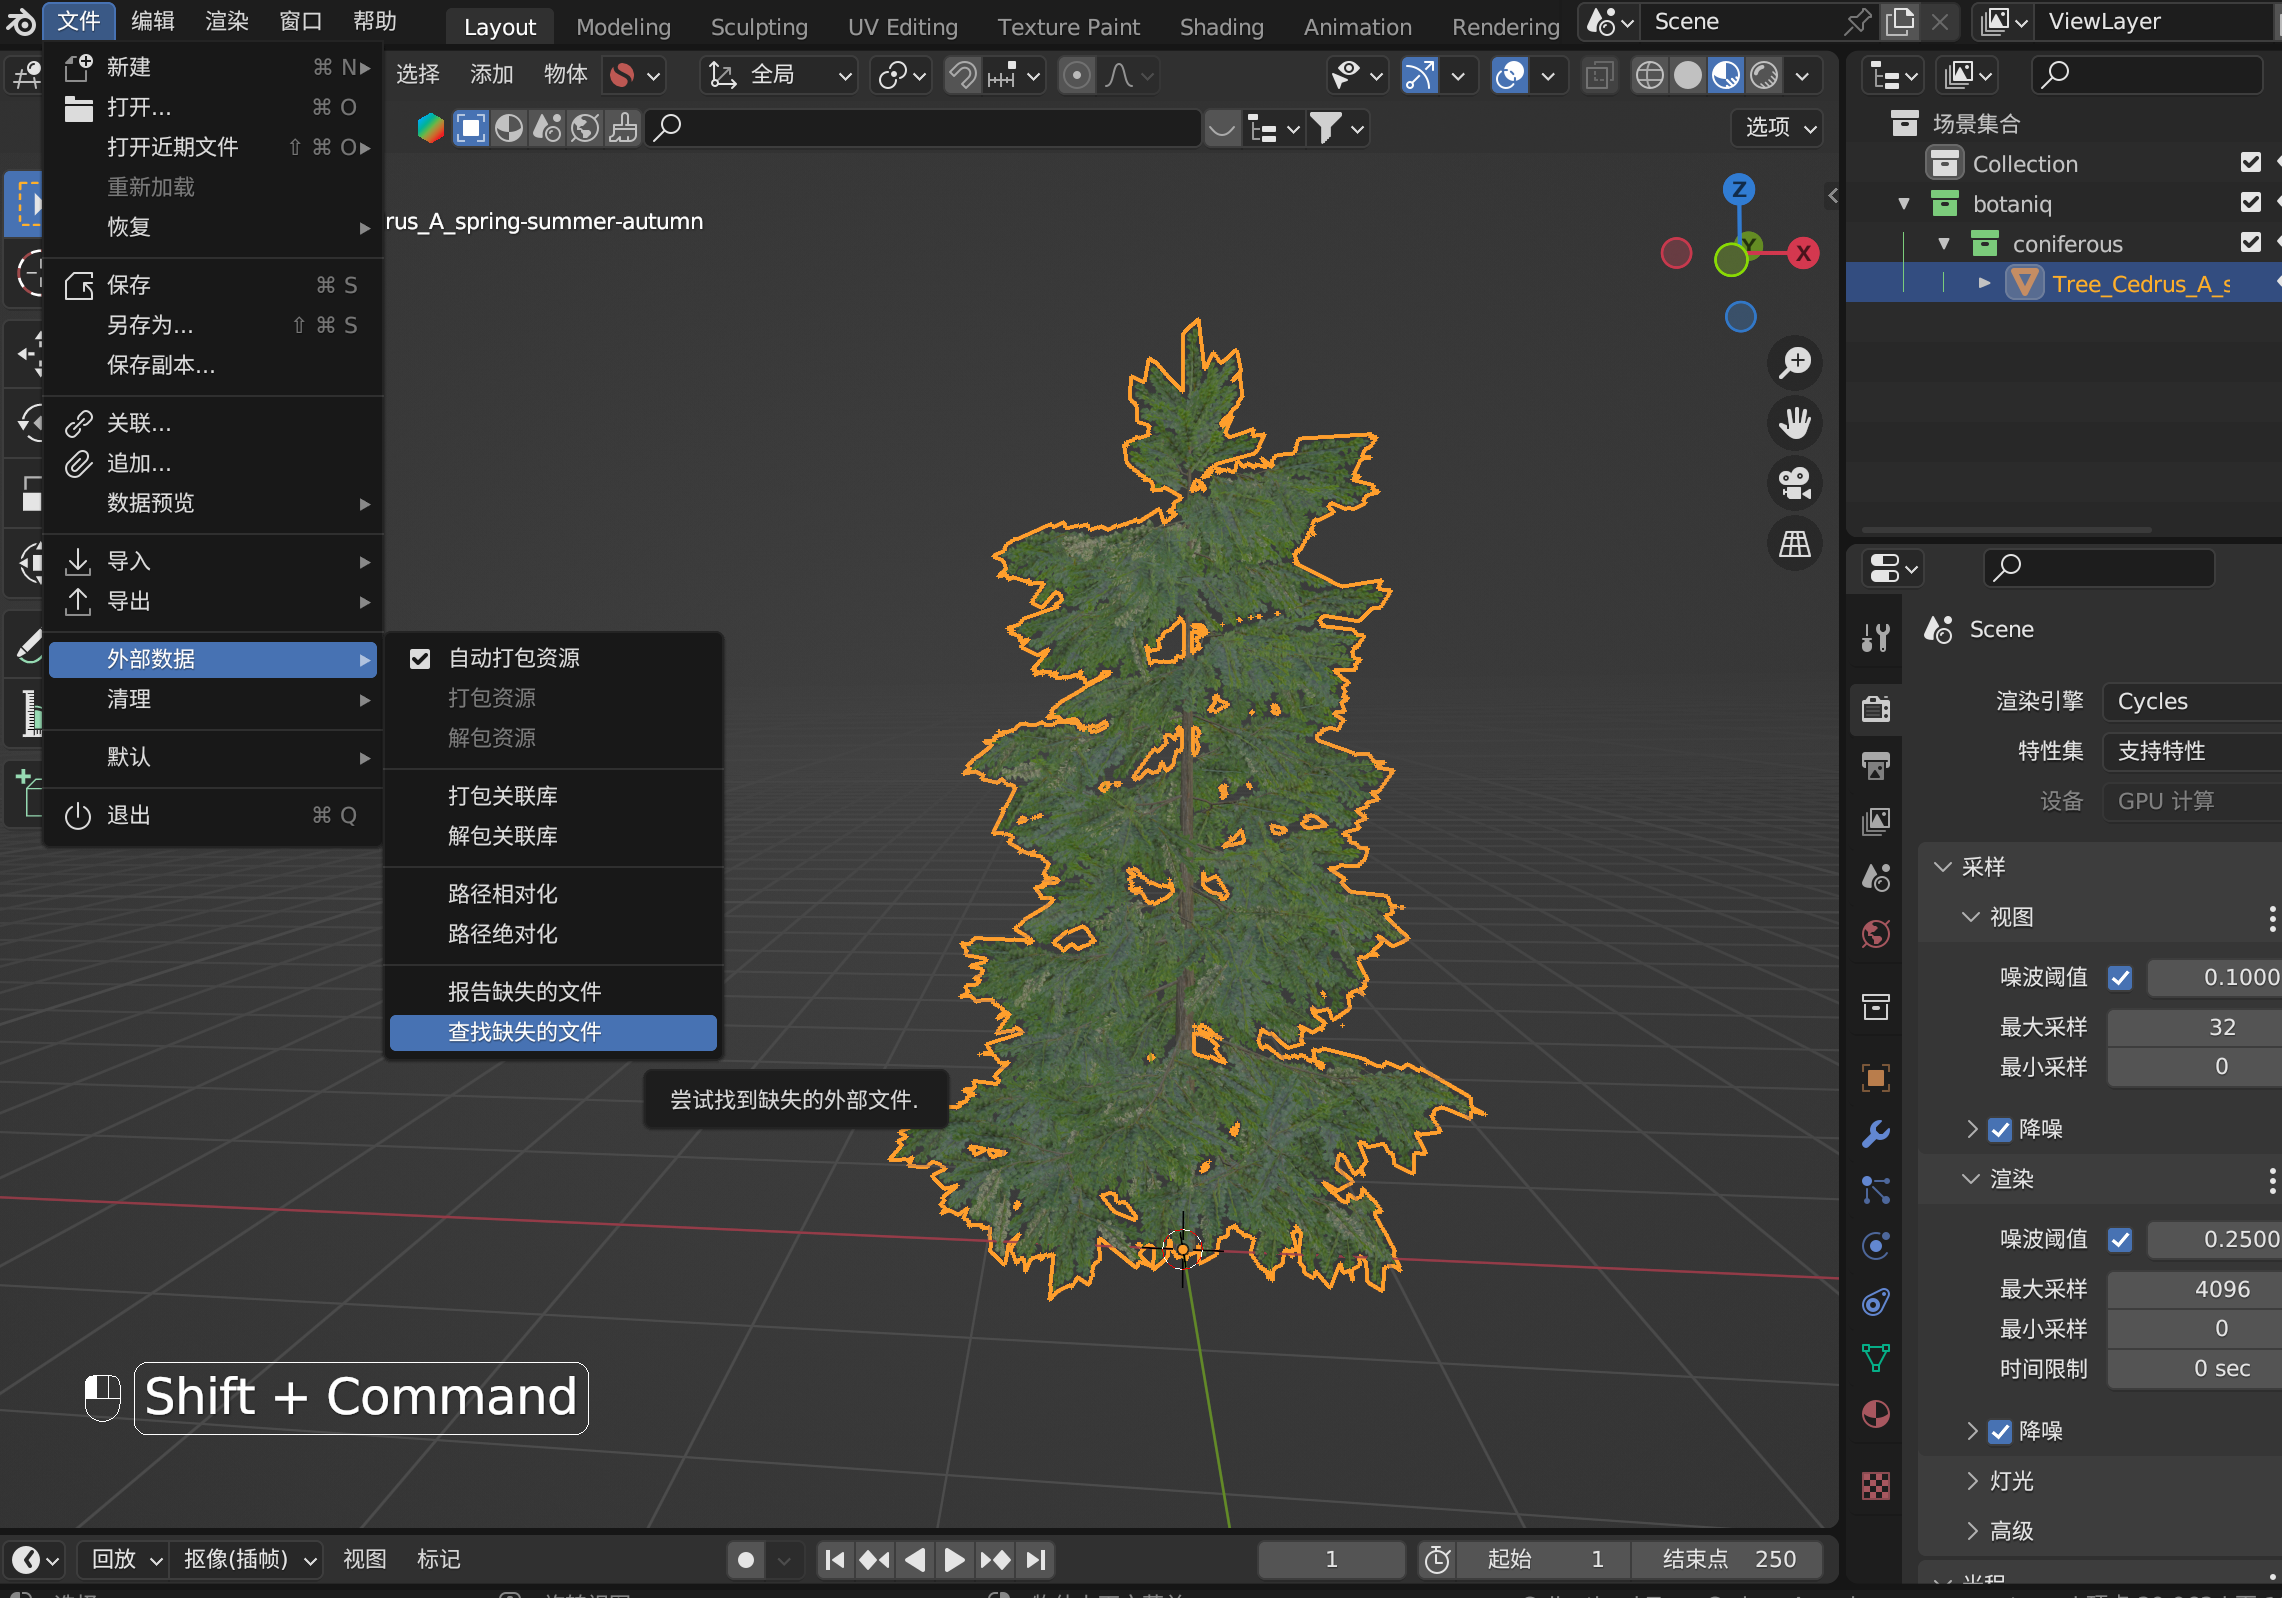 文件 编辑 渲染 窗口 帮助 Layout Modeling Sculpting UV Editing Texture Paint Shading Animation Rendering Scene ViewLayer
新建 ⌘ N
打开... ⌘ O
打开近期文件 ⇧ ⌘ O
重新加载
恢复
保存 ⌘ S
另存为... ⇧ ⌘ S
保存副本...
关联...
追加...
数据预览
导入
导出
外部数据
清理
默认
退出 ⌘ Q
自动打包资源
打包资源
解包资源
打包关联库
解包关联库
路径相对化
路径绝对化
报告缺失的文件
查找缺失的文件
尝试找到缺失的外部文件.
选择 添加 物体 全局
选项
rus_A_spring-summer-autumn
Z
Y
X
Shift + Command
场景集合
Collection
botaniq
coniferous
Tree_Cedrus_A_s
Scene
渲染引擎 Cycles
特性集 支持特性
设备 GPU 计算
采样
视图
噪波阈值 0.1000
最大采样 32
最小采样 0
降噪
渲染
噪波阈值 0.2500
最大采样 4096
最小采样 0
时间限制 0 sec
降噪
灯光
高级
回放 抠像(插帧) 视图 标记 1 起始 1 结束点 250